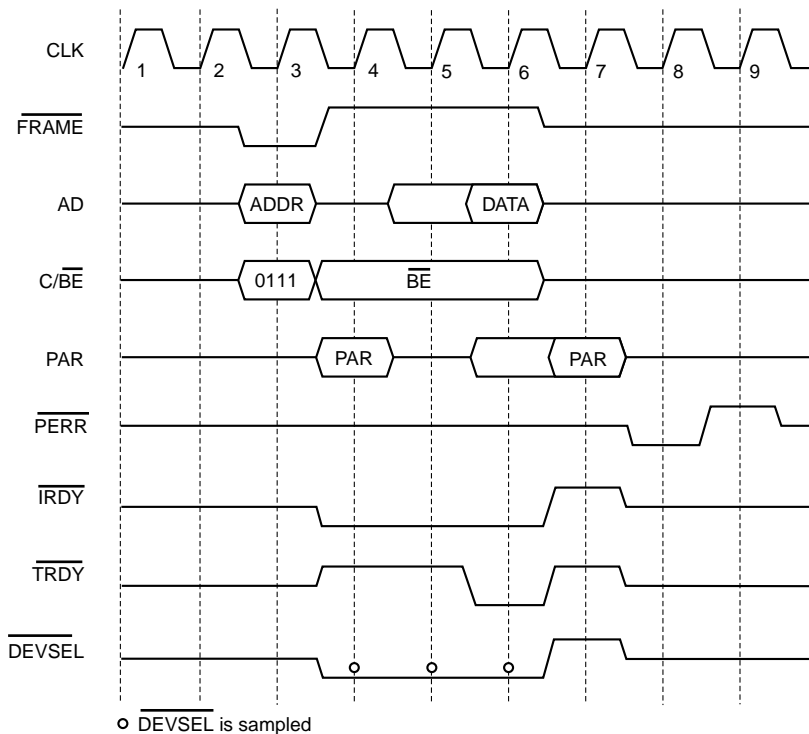 CLK
1 2 3 4 5 6 7 8 9
FRAME
AD ADDR DATA
C/BE 0111 BE
PAR PAR PAR
PERR
IRDY
TRDY
DEVSEL
DEVSEL is sampled